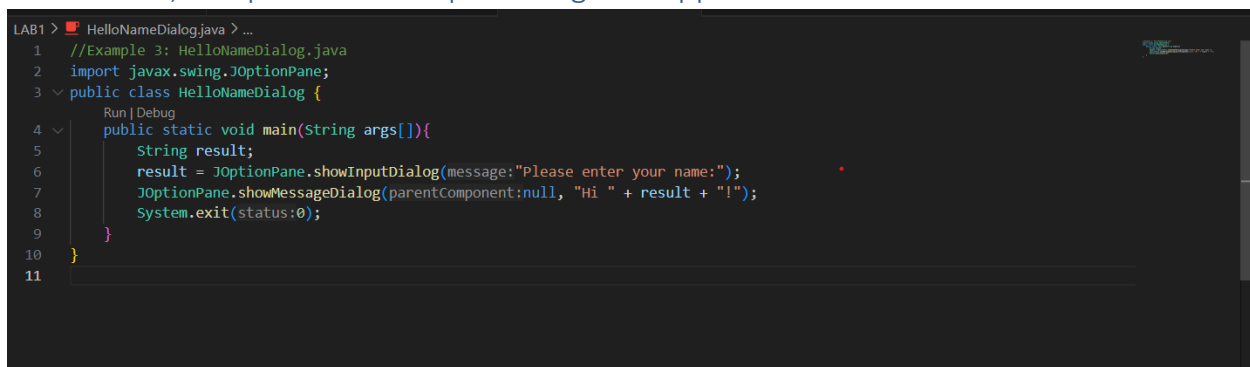 LAB1 > HelloNameDialog.java > ...
1 //Example 3: HelloNameDialog.java
2 import javax.swing.JOptionPane;
3 public class HelloNameDialog {
Run | Debug
4 public static void main(String args[]){
5 String result;
6 result = JOptionPane.showInputDialog(message:"Please enter your name:");
7 JOptionPane.showMessageDialog(parentComponent:null, "Hi " + result + "!");
8 System.exit(status:0);
9 }
10 }
11